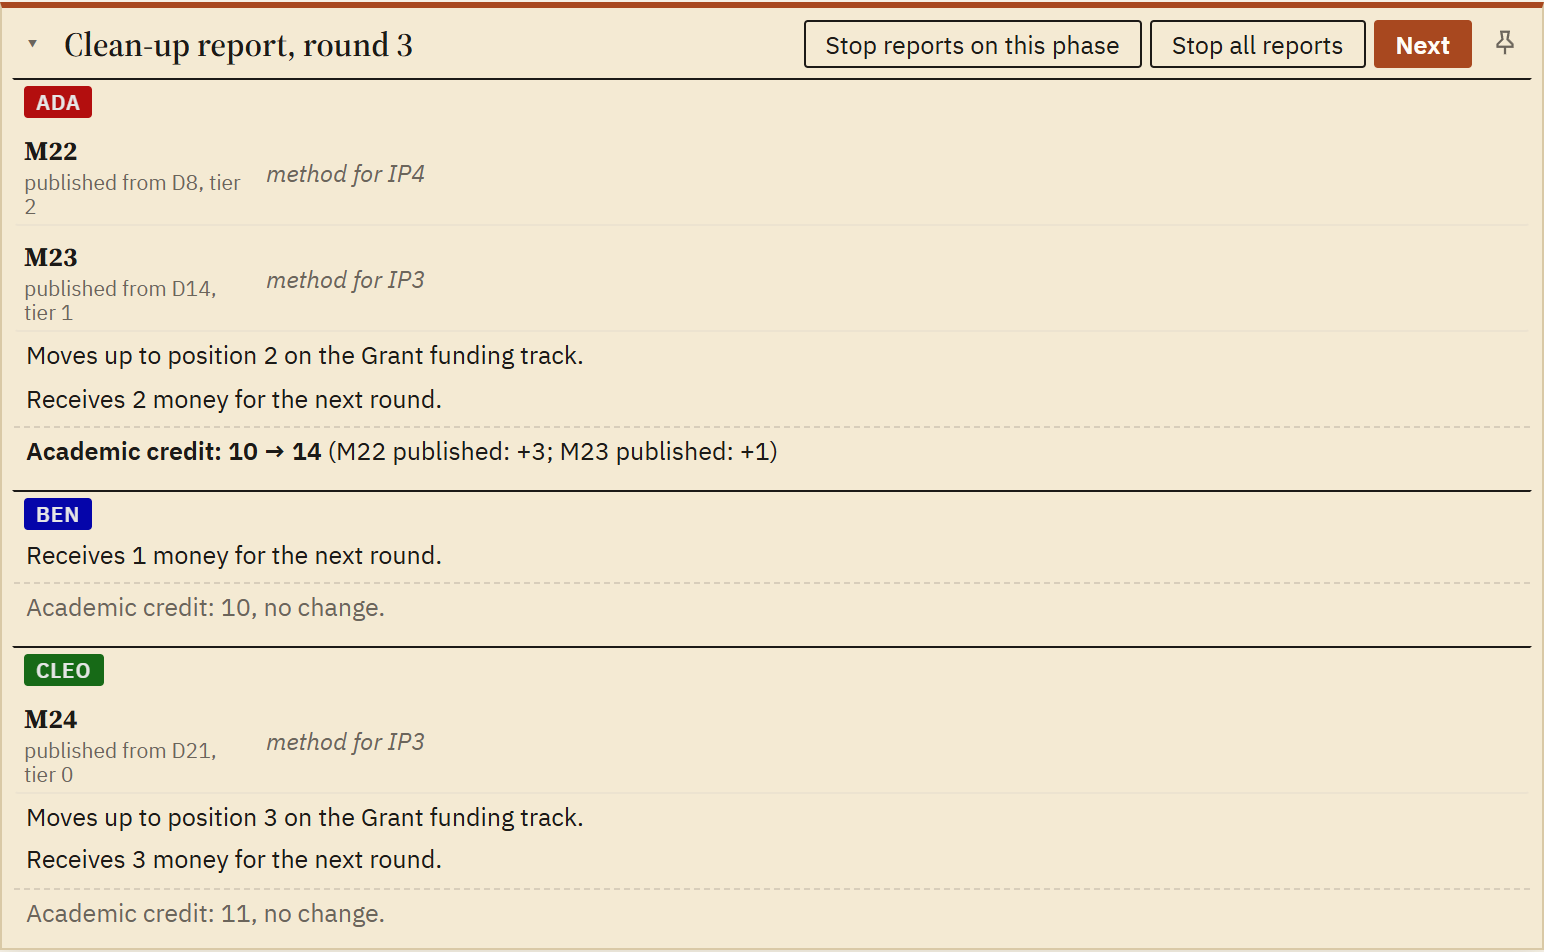 Clean-up report, round 3
Stop reports on this phase
Stop all reports
Next
ADA
M22
published from D8, tier
2
method for IP4
M23
published from D14,
tier 1
method for IP3
Moves up to position 2 on the Grant funding track.
Receives 2 money for the next round.
Academic credit: 10 → 14 (M22 published: +3; M23 published: +1)
BEN
Receives 1 money for the next round.
Academic credit: 10, no change.
CLEO
M24
published from D21,
tier 0
method for IP3
Moves up to position 3 on the Grant funding track.
Receives 3 money for the next round.
Academic credit: 11, no change.